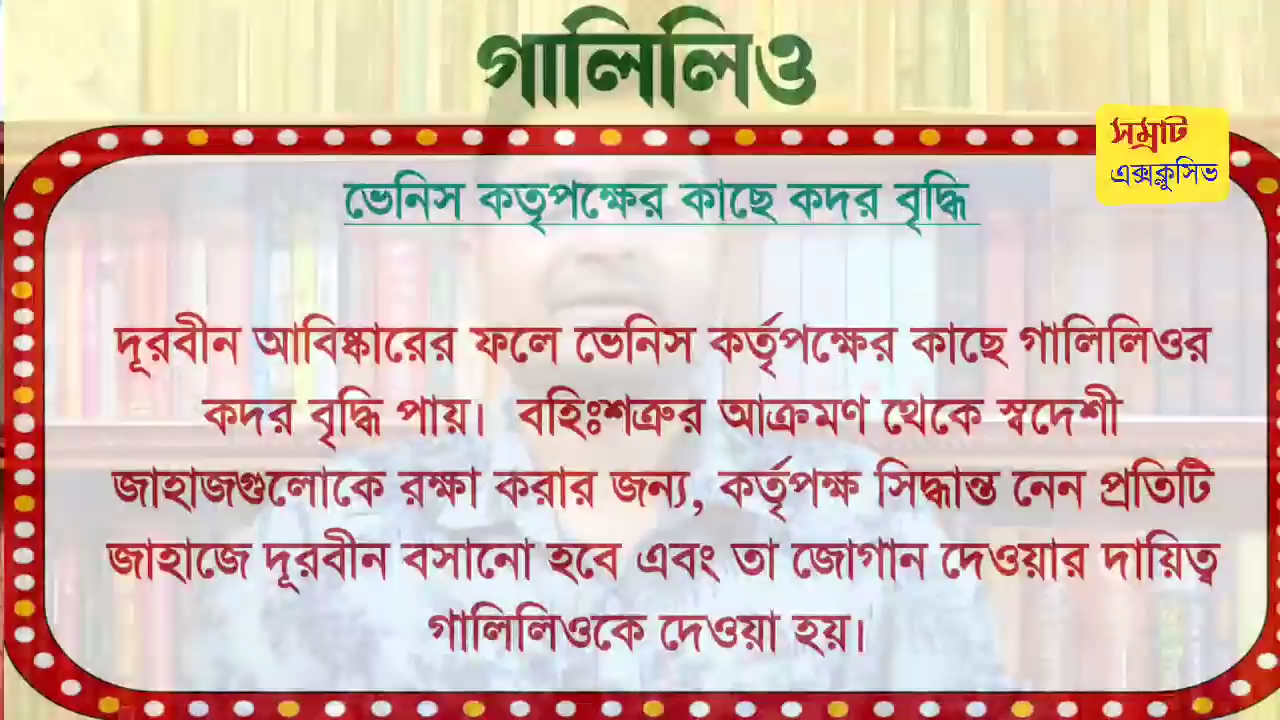 গালিলিও
সম্রাট
এক্সক্লুসিভ
ভেনিস কতৃপক্ষের কাছে কদর বৃদ্ধি
দূরবীন আবিষ্কারের ফলে ভেনিস কর্তৃপক্ষের কাছে গালিলিওর
কদর বৃদ্ধি পায়। বহিঃশত্রুর আক্রমণ থেকে স্বদেশী
জাহাজগুলোকে রক্ষা করার জন্য, কর্তৃপক্ষ সিদ্ধান্ত নেন প্রতিটি
জাহাজে দূরবীন বসানো হবে এবং তা জোগান দেওয়ার দায়িত্ব
গালিলিওকে দেওয়া হয়।